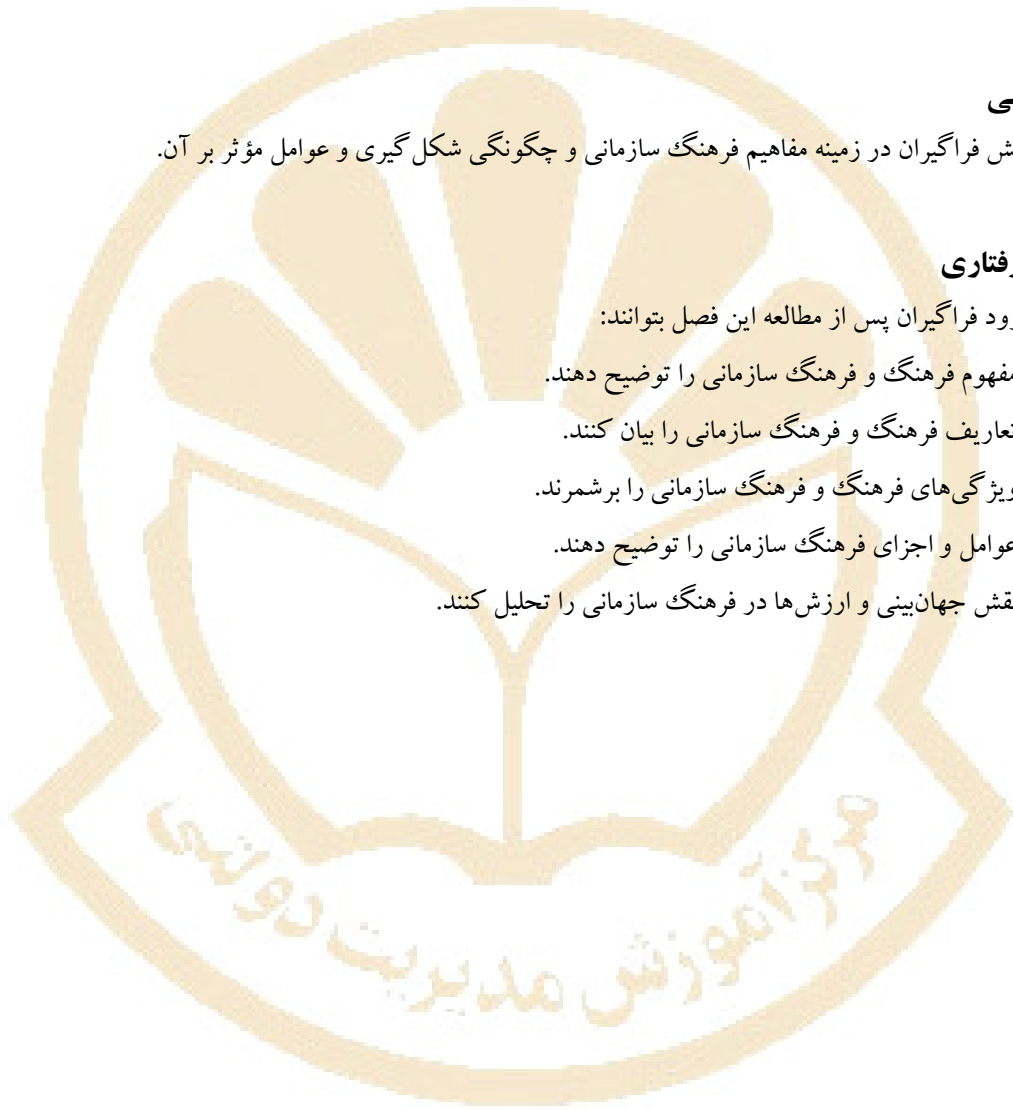 ی
ش فراگیران در زمینه مفاهیم فرهنگ سازمانی و چگونگی شکل‌گیری و عوامل مؤثر بر آن.
فتاری
رود فراگیران پس از مطالعه این فصل بتوانند:
مفهوم فرهنگ و فرهنگ سازمانی را توضیح دهند.
تعاریف فرهنگ و فرهنگ سازمانی را بیان کنند.
ویژگی‌های فرهنگ و فرهنگ سازمانی را برشمرند.
عوامل و اجزای فرهنگ سازمانی را توضیح دهند.
نقش جهان‌بینی و ارزش‌ها در فرهنگ سازمانی را تحلیل کنند.
مرکز آموزش مدیریت دولتی